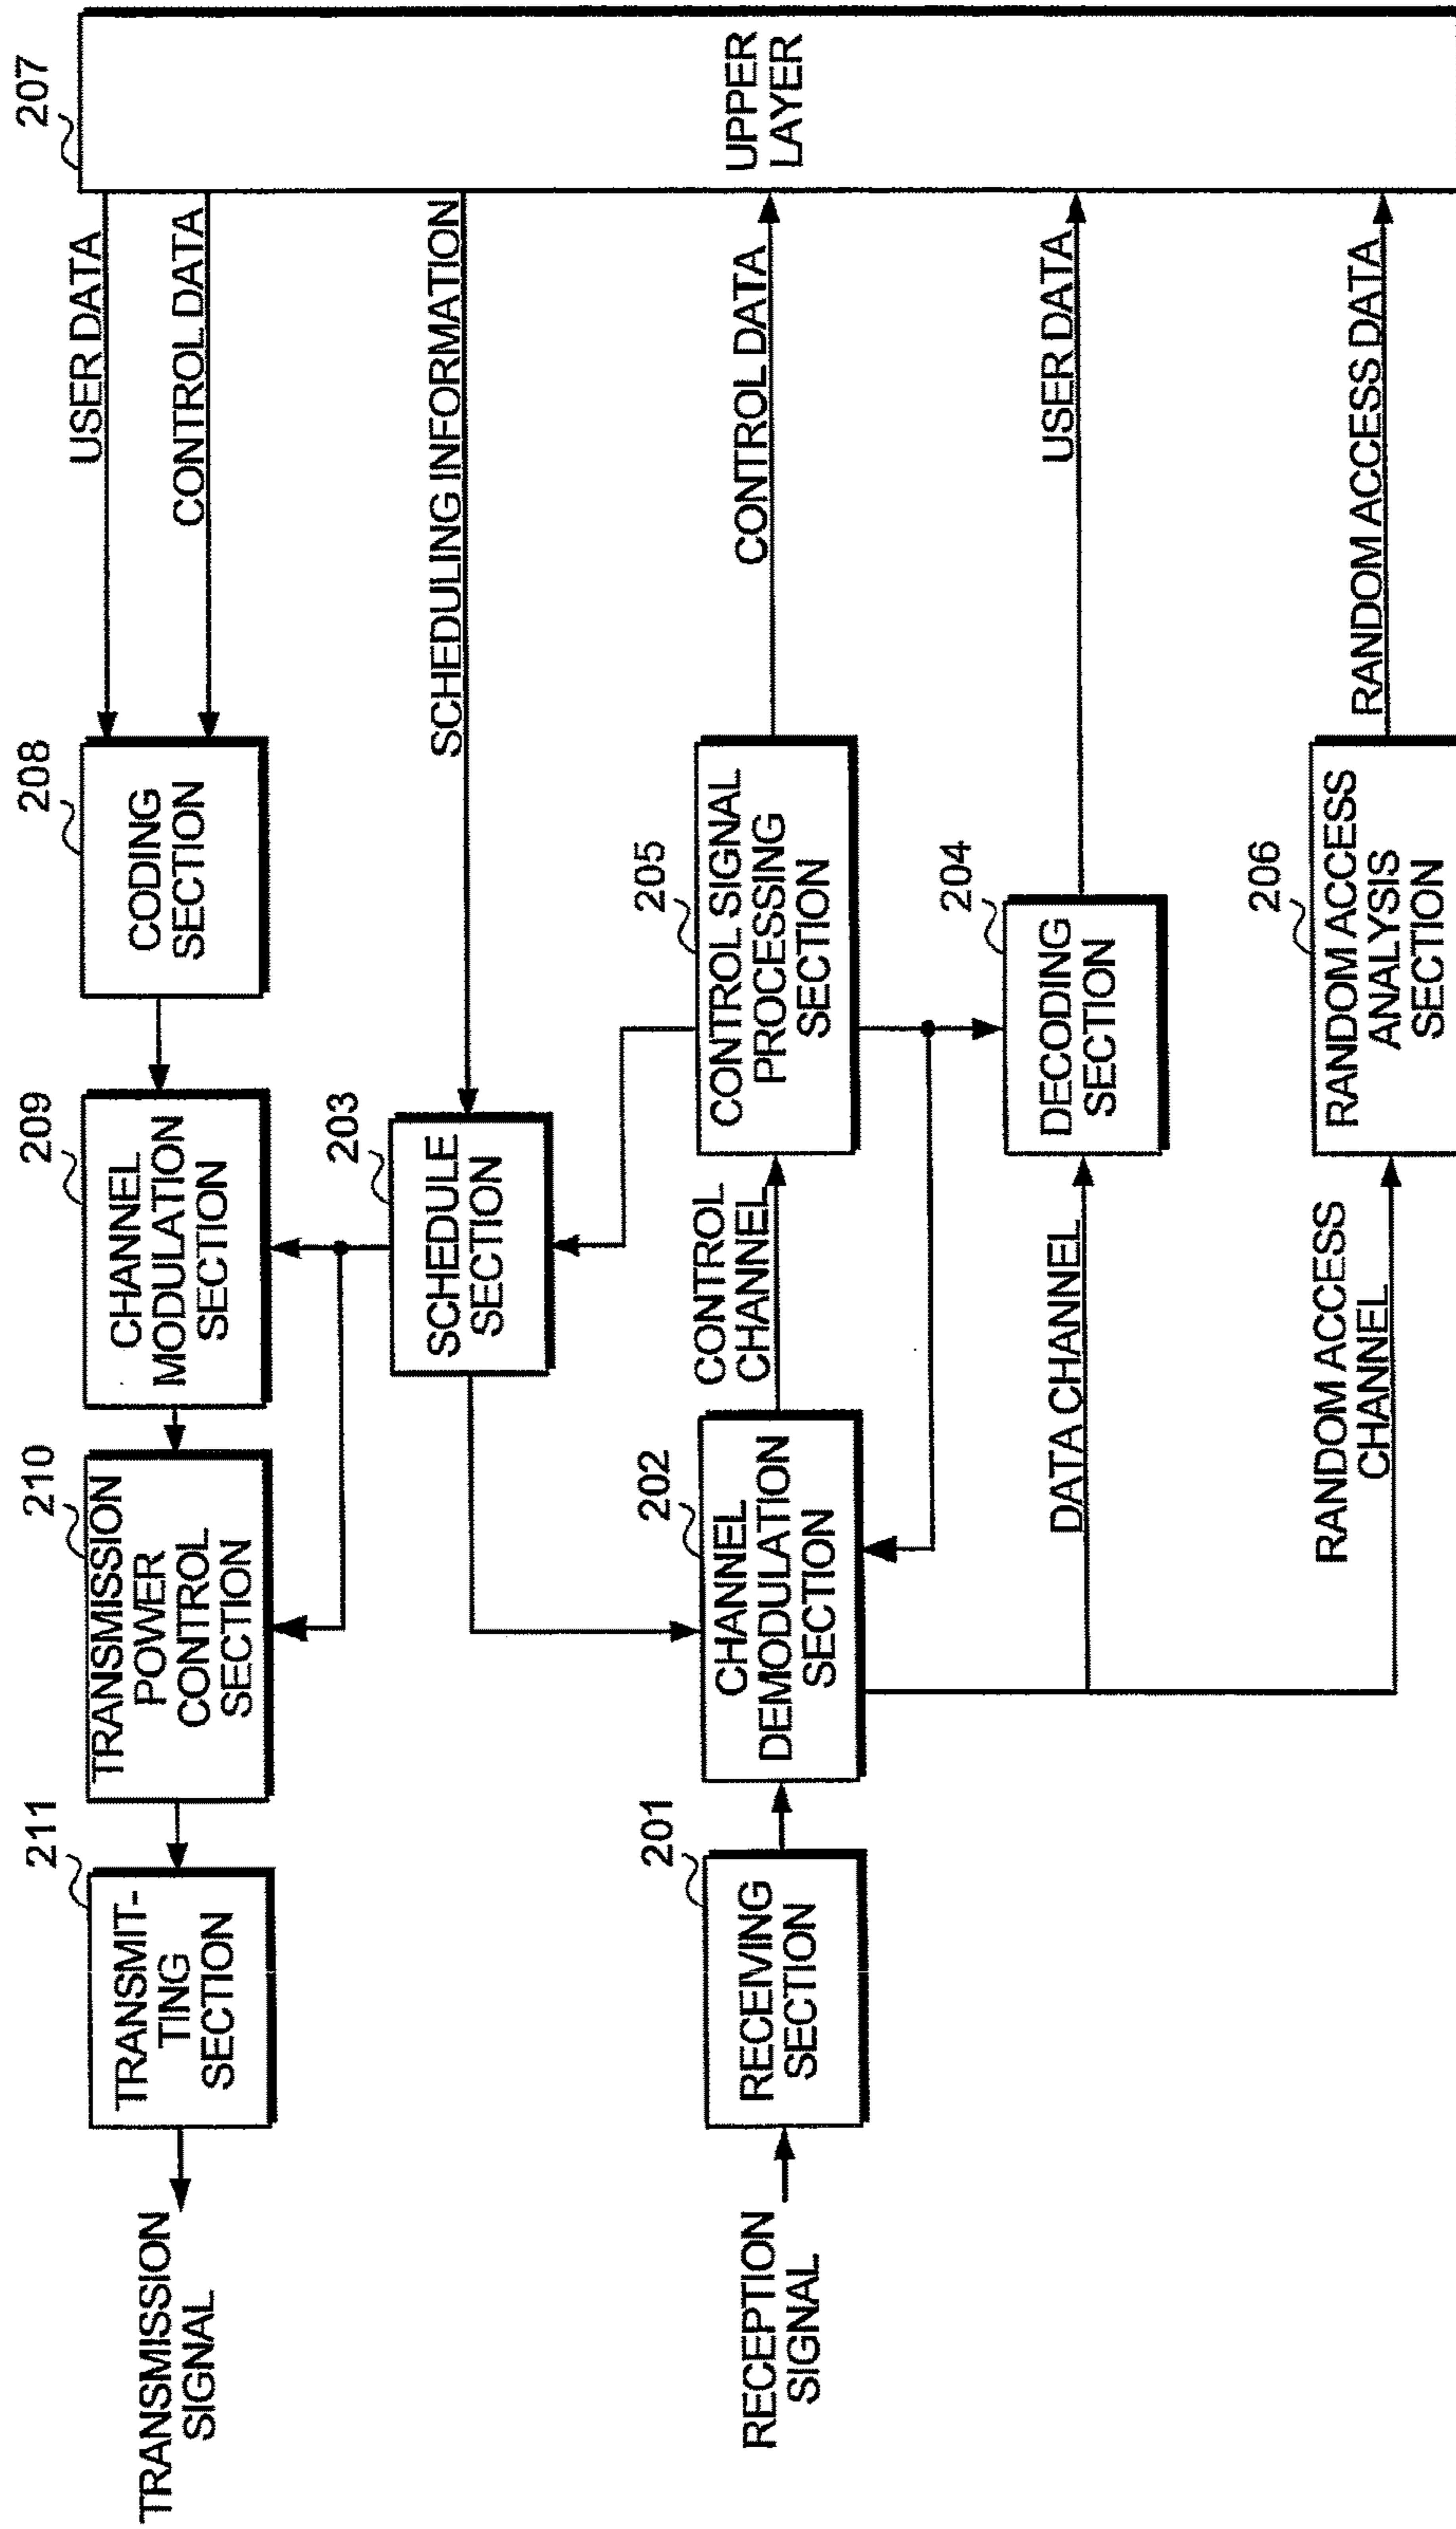 TRANSMISSION
SIGNAL
211
TRANSMIT-
TING
SECTION
210
TRANSMISSION
POWER
CONTROL
SECTION
209
CHANNEL
MODULATION
SECTION
208
CODING
SECTION
USER DATA
CONTROL DATA
207
UPPER
LAYER
203
SCHEDULE
SECTION
SCHEDULING INFORMATION
RECEPTION
SIGNAL
201
RECEIVING
SECTION
202
CHANNEL
DEMODULATION
SECTION
CONTROL
CHANNEL
205
CONTROL SIGNAL
PROCESSING
SECTION
CONTROL DATA
DATA CHANNEL
204
DECODING
SECTION
USER DATA
RANDOM ACCESS
CHANNEL
206
RANDOM ACCESS
ANALYSIS
SECTION
RANDOM ACCESS DATA